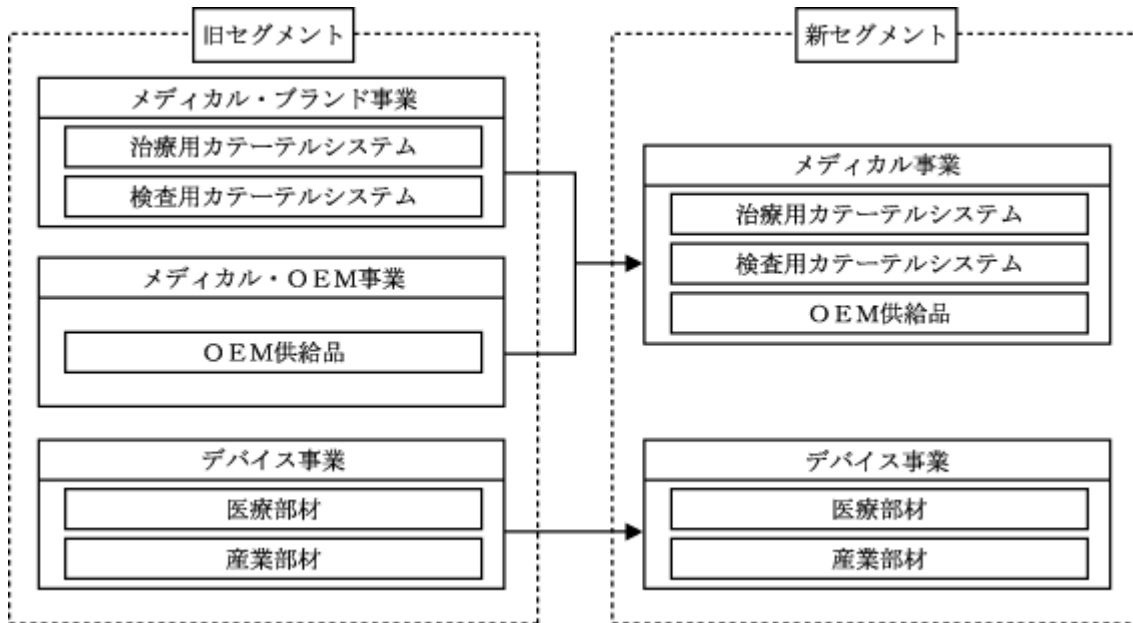 旧セグメント
メディカル・ブランド事業
治療用カテーテルシステム
検査用カテーテルシステム
メディカル・ＯＥＭ事業
ＯＥＭ供給品
デバイス事業
医療部材
産業部材
新セグメント
メディカル事業
治療用カテーテルシステム
検査用カテーテルシステム
ＯＥＭ供給品
デバイス事業
医療部材
産業部材